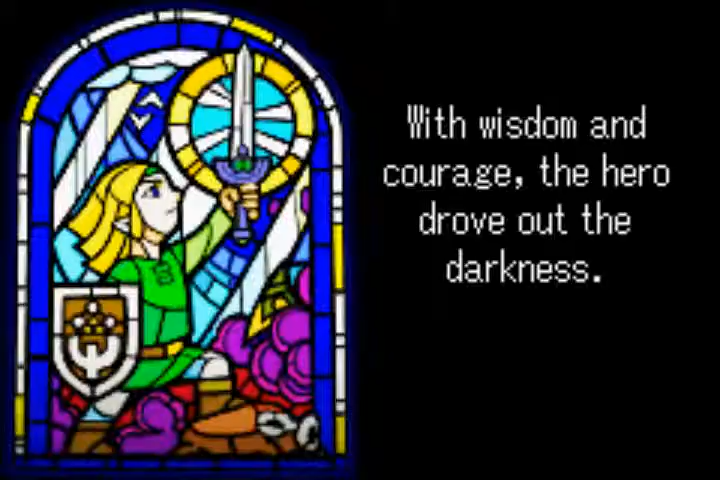 With wisdom and
courage, the hero
drove out the
darkness.